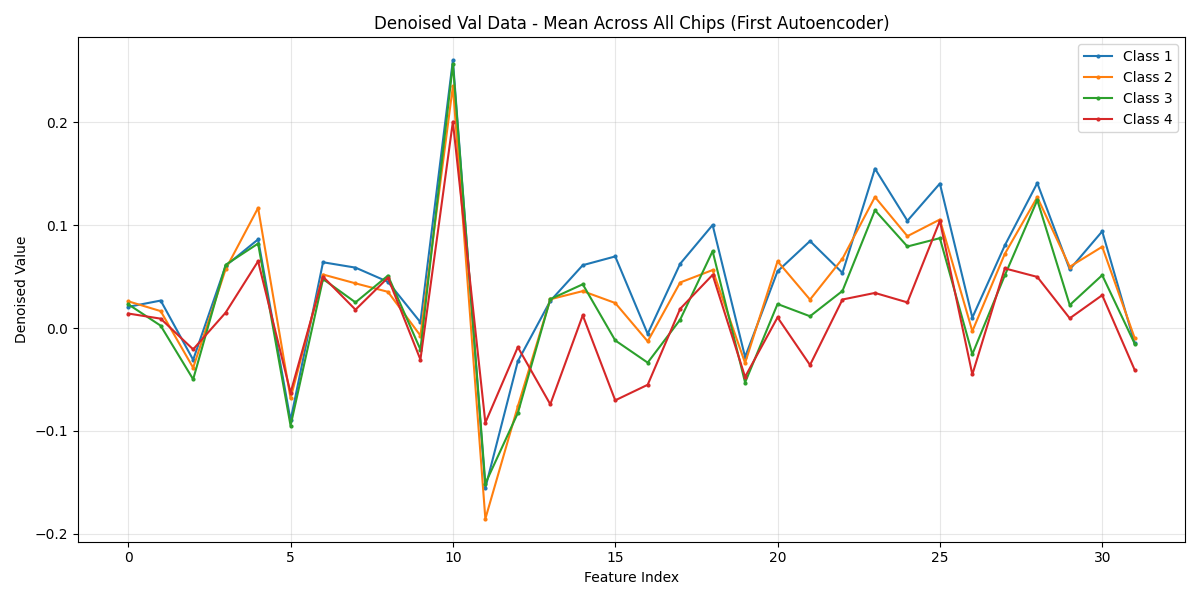 Denoised Val Data - Mean Across All Chips (First Autoencoder)
Class 1
Class 2
Class 3
Class 4
Denoised Value
0.2
0.1
0.0
−0.1
−0.2
0 5 10 15 20 25 30
Feature Index